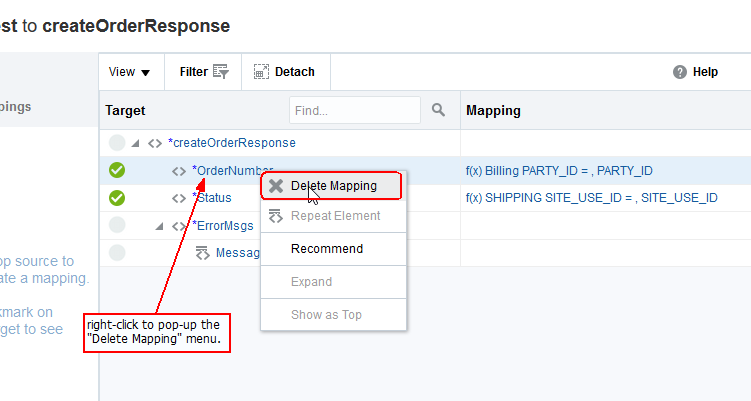 est to createOrderResponse
View Filter Detach Help
pings
Target Find... Mapping
*createOrderResponse
*OrderNumber f(x) Billing PARTY_ID = , PARTY_ID
Delete Mapping
*Status f(x) SHIPPING SITE_USE_ID = , SITE_USE_ID
Repeat Element
*ErrorMsgs
Recommend
Messag
op source to
ate a mapping.
Expand
kmark on
rget to see
Show as Top
right-click to pop-up the
"Delete Mapping" menu.